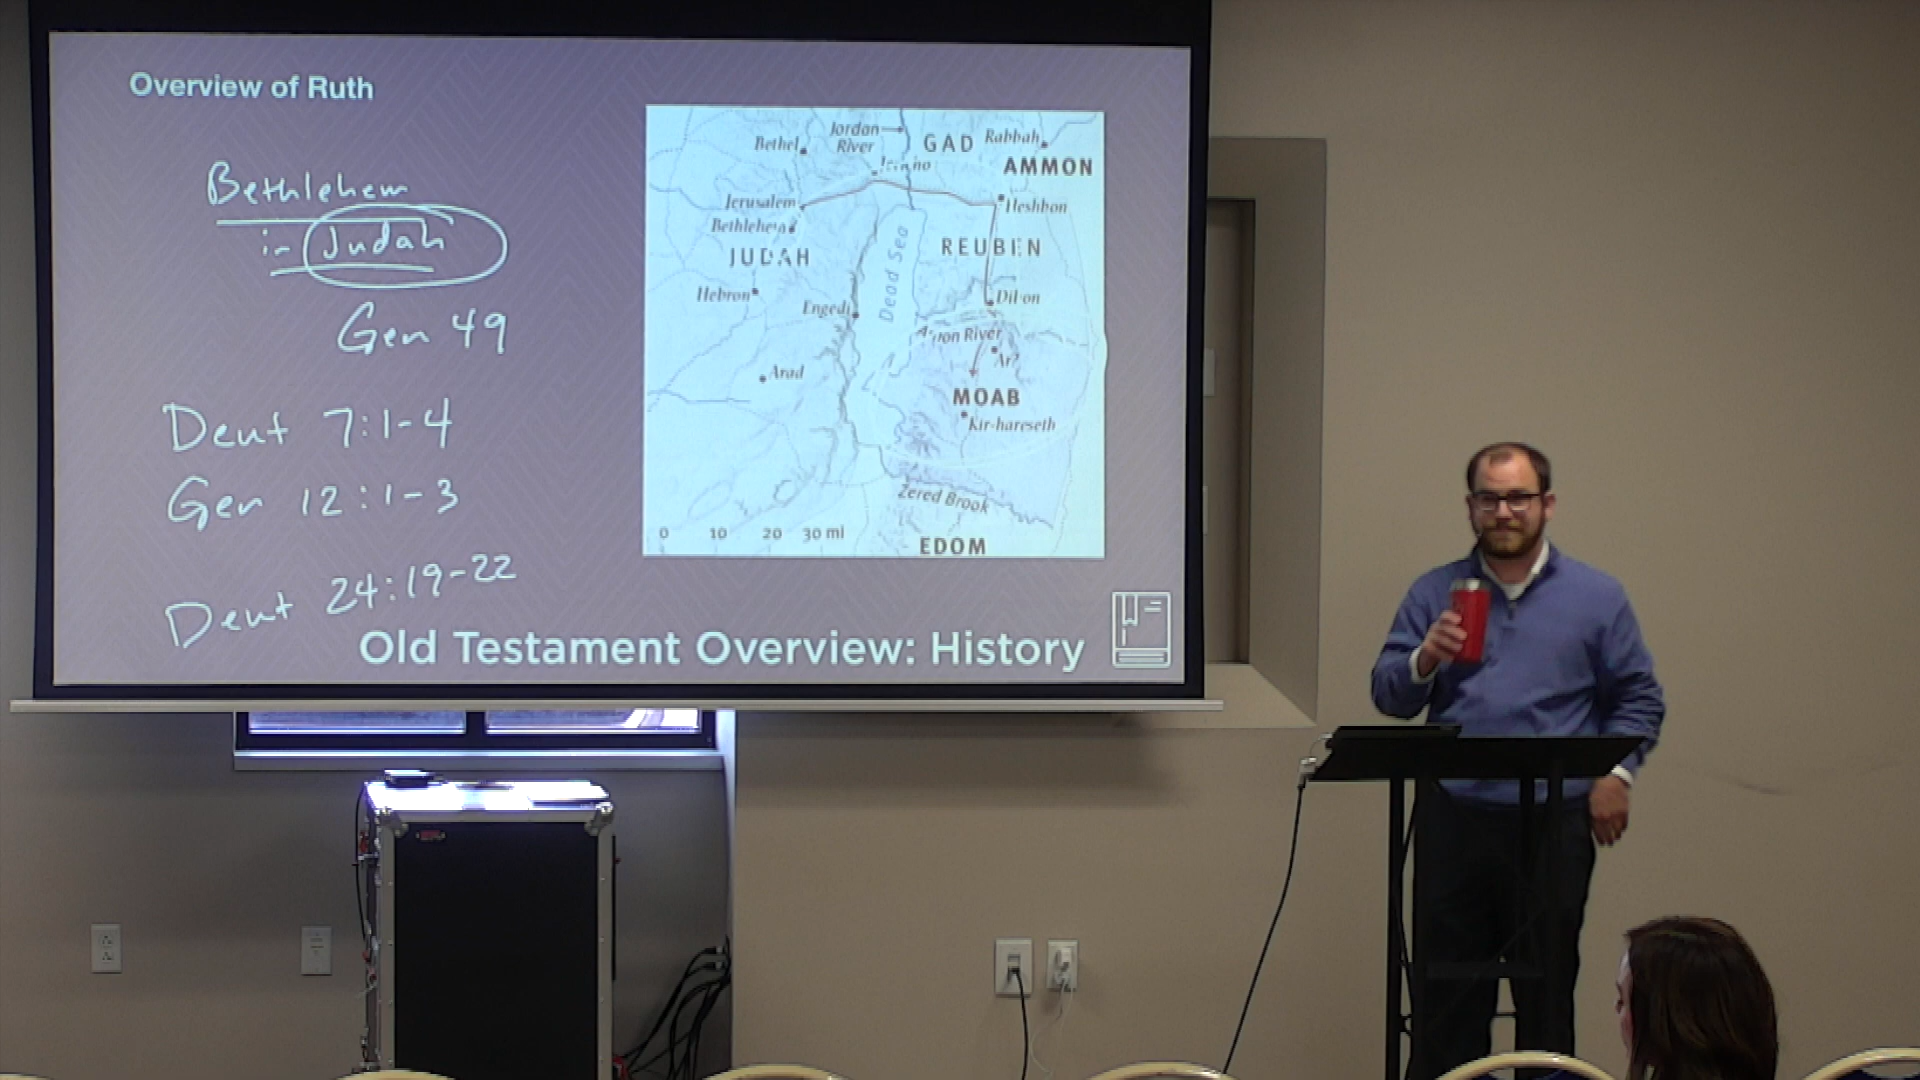 Overview of Ruth
Bethlehem
in Judah
Gen 49
Deut 7:1-4
Gen 12:1-3
Deut 24:19-22
Jordan River
Bethel
GAD
Rabbah
AMMON
Jerusalem
Heshbon
Bethlehem
JUDAH
Dead Sea
REUBEN
Hebron
Engedi
Arad
MOAB
Kir-hareseth
Ar?
Zered Brook
0 10 20 30 mi
EDOM
Old Testament Overview: History